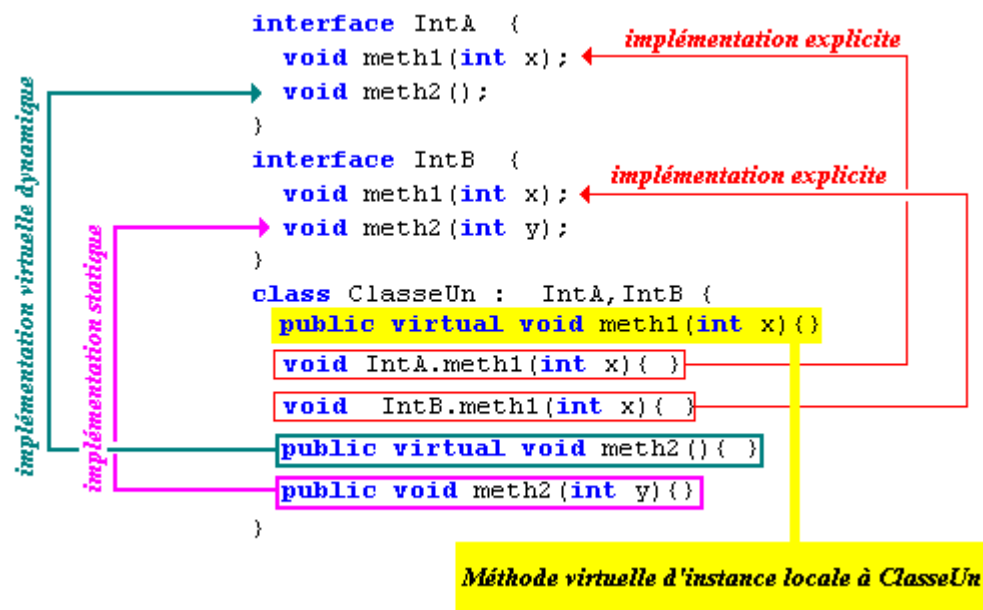 interface IntA {
implémentation explicite
void meth1(int x);
void meth2();
}
interface IntB {
implémentation explicite
void meth1(int x);
void meth2(int y);
}
class ClasseUn : IntA,IntB {
public virtual void meth1(int x){}
void IntA.meth1(int x){ }
void IntB.meth1(int x){ }
public virtual void meth2(){ }
public void meth2(int y){}
}
Méthode virtuelle d'instance locale à ClasseUn
implémentation virtuelle dynamique
implémentation statique